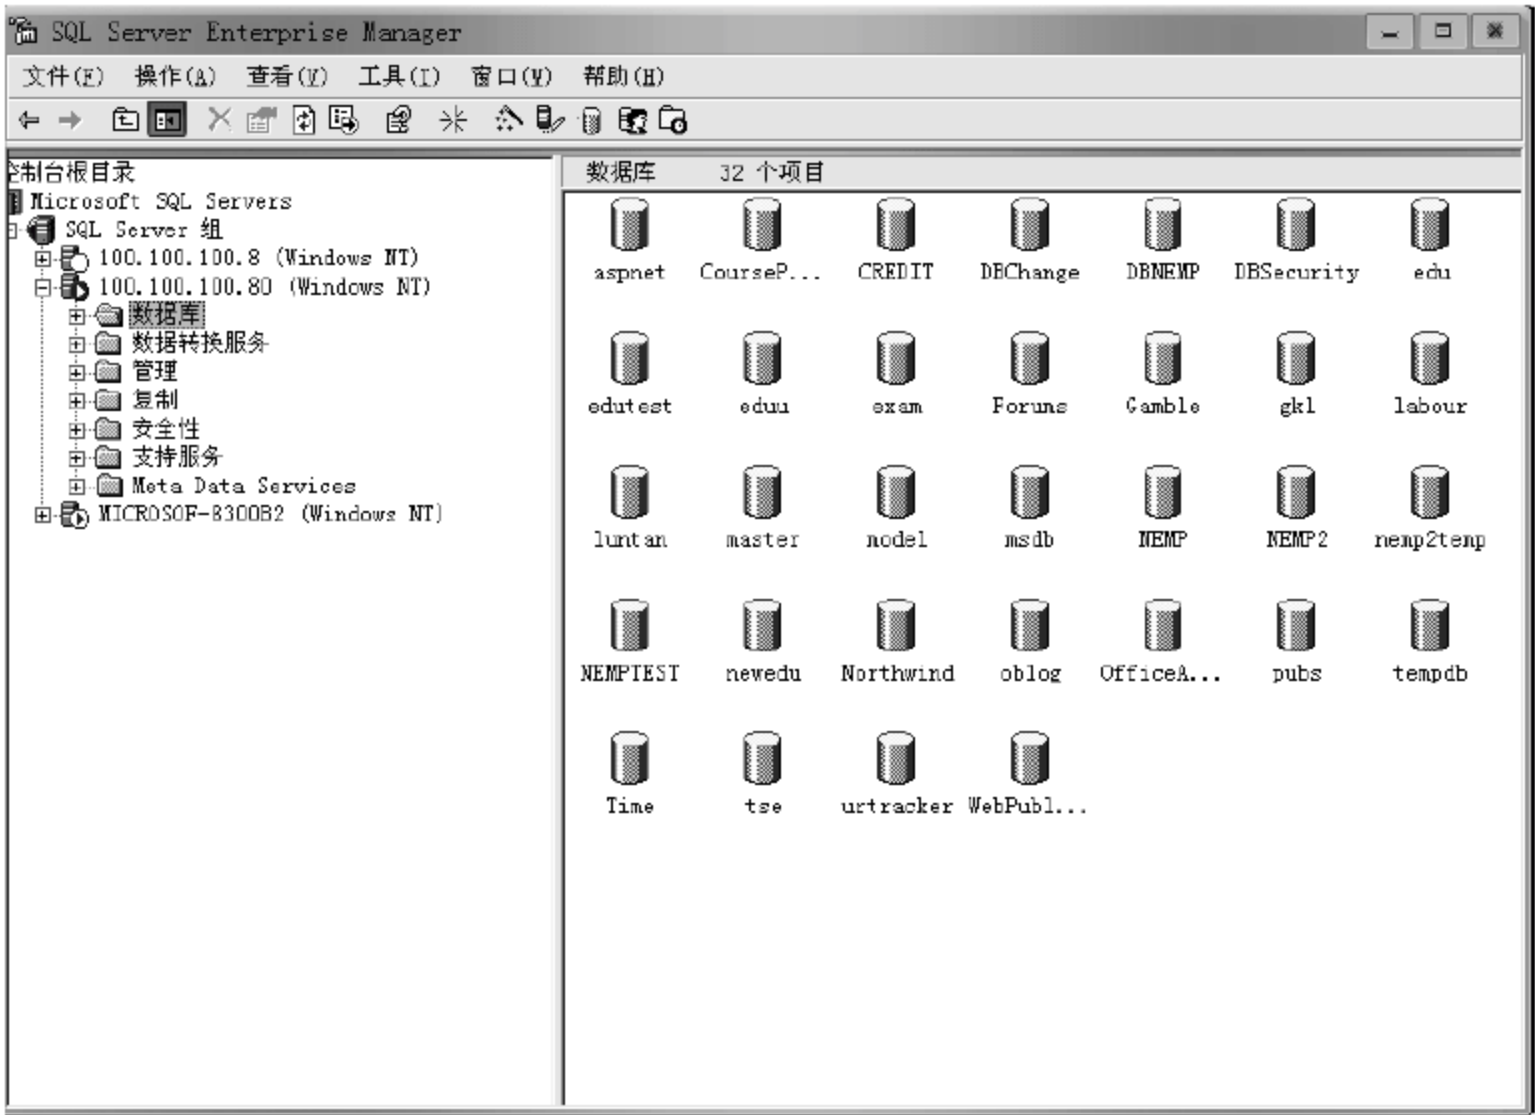 SQL Server Enterprise Manager
文件(F) 操作(A) 查看(V) 工具(T) 窗口(W) 帮助(H)
控制台根目录
Microsoft SQL Servers
SQL Server 组
100.100.100.8 (Windows NT)
100.100.100.80 (Windows NT)
数据库
数据转换服务
管理
复制
安全性
支持服务
Meta Data Services
MICROSOF-8300B2 (Windows NT)
数据库 32 个项目
aspnet CourseP... CREDIT DBChange DBNEMP DBSecurity edu
edutest eduu exam Forums Gamble gkl labour
luntan master model msdb NEMP NEMP2 nemp2temp
NEMPTEST newedu Northwind oblog OfficeA... pubs tempdb
Time tse urtracker WebPubl...